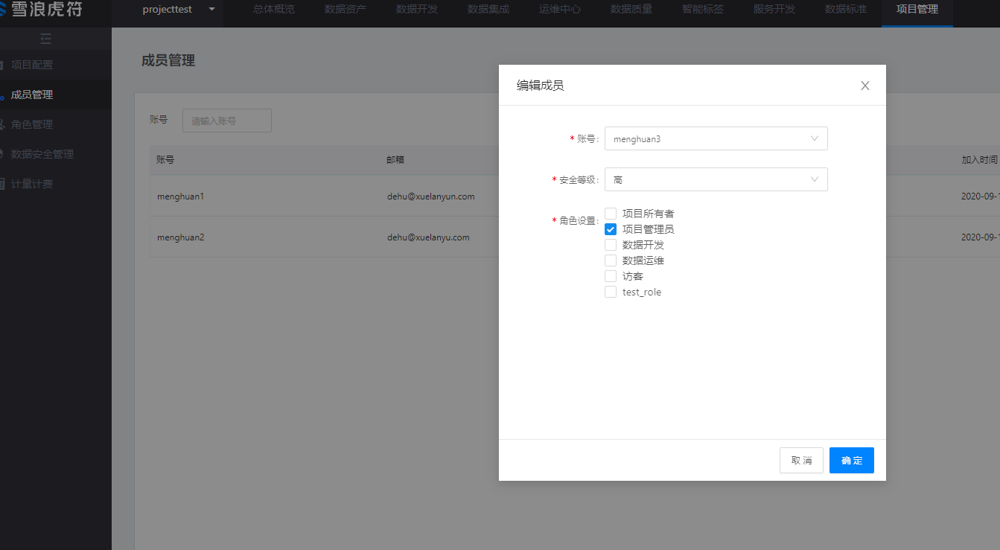 雪浪虎符
projecttest 总体概览 数据资产 数据开发 数据集成 运维中心 数据质量 智能标签 服务开发 数据标准 项目管理
项目配置
成员管理
角色管理
数据安全管理
计量计费
成员管理
账号 请输入账号
账号 邮箱 加入时间
menghuan1 dehu@xuelanyun.com 2020-09-1
menghuan2 dehu@xuelanyu.com 2020-09-1
编辑成员
* 账号: menghuan3
* 安全等级: 高
* 角色设置: 项目所有者
项目管理员
数据开发
数据运维
访客
test_role
取消 确定